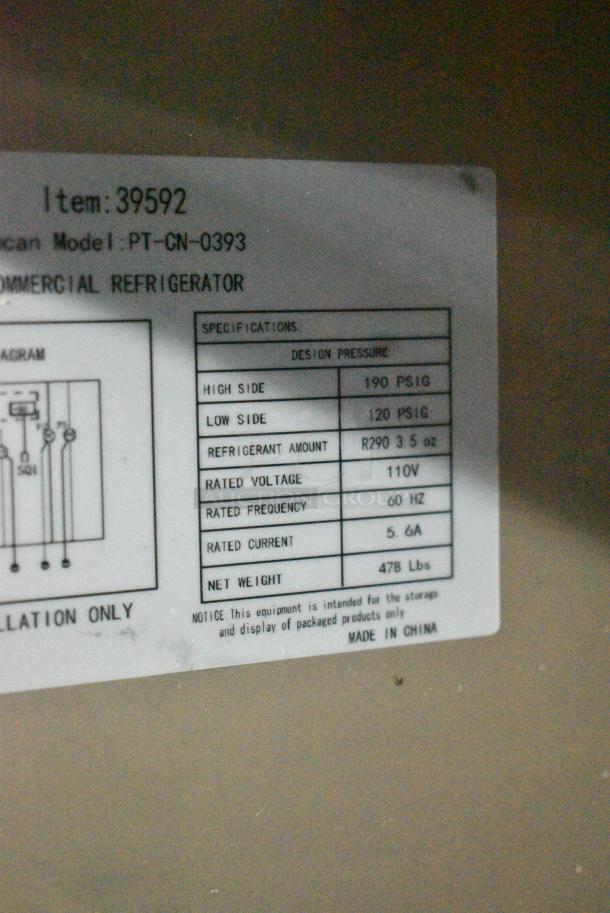 Item:39592
can Model:PT-CN-0393
OMMERCIAL REFRIGERATOR
AGRAM
SQ1
LLATION ONLY
SPECIFICATIONS:
DESIGN PRESSURE
HIGH SIDE 190 PSIG
LOW SIDE 120 PSIG
REFRIGERANT AMOUNT R290 3.5 oz
RATED VOLTAGE 110V
AUCTION GROUP
RATED FREQUENCY 60 HZ
RATED CURRENT 5.6A
NET WEIGHT 478 Lbs
NOTICE:This equipment is intended for the storage
and display of packaged products only
MADE IN CHINA